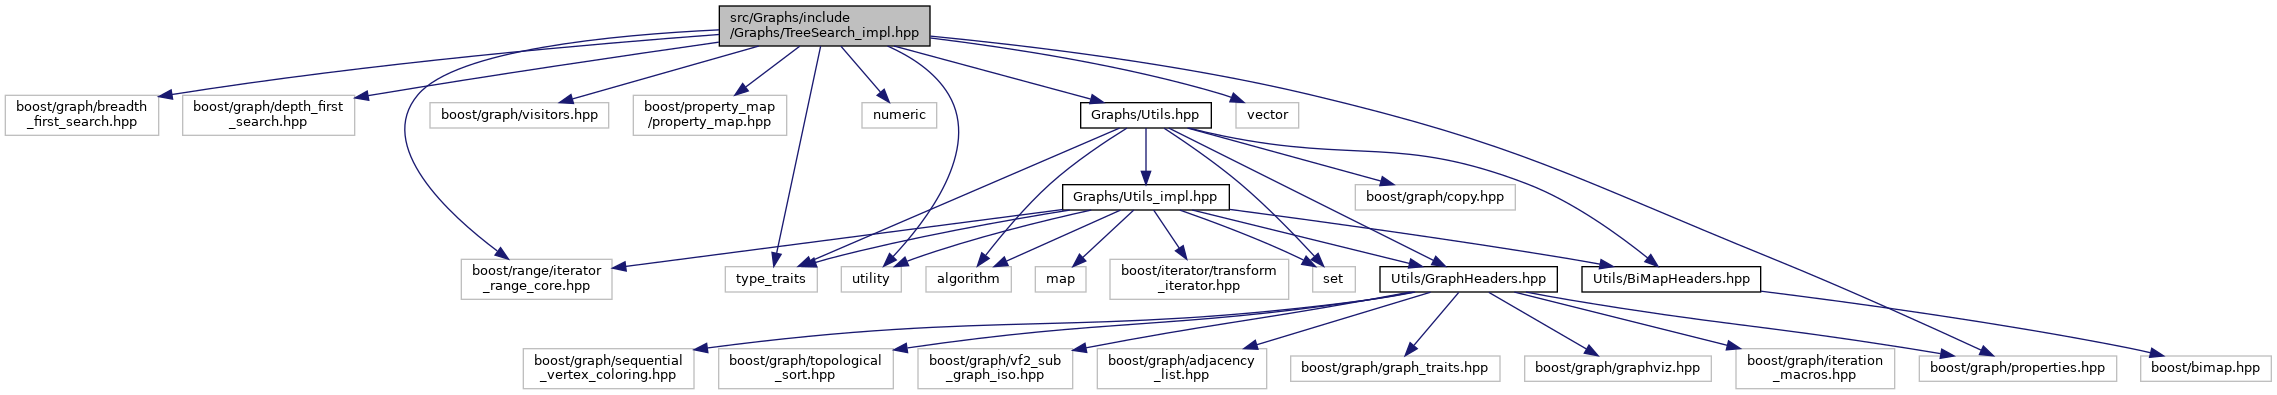 src/Graphs/include
/Graphs/TreeSearch_impl.hpp
boost/graph/breadth
_first_search.hpp
boost/graph/depth_first
_search.hpp
boost/graph/visitors.hpp
boost/property_map
/property_map.hpp
numeric
Graphs/Utils.hpp
vector
Graphs/Utils_impl.hpp
boost/graph/copy.hpp
boost/range/iterator
_range_core.hpp
type_traits
utility
algorithm
map
boost/iterator/transform
_iterator.hpp
set
Utils/GraphHeaders.hpp
Utils/BiMapHeaders.hpp
boost/graph/sequential
_vertex_coloring.hpp
boost/graph/topological
_sort.hpp
boost/graph/vf2_sub
_graph_iso.hpp
boost/graph/adjacency
_list.hpp
boost/graph/graph_traits.hpp
boost/graph/graphviz.hpp
boost/graph/iteration
_macros.hpp
boost/graph/properties.hpp
boost/bimap.hpp